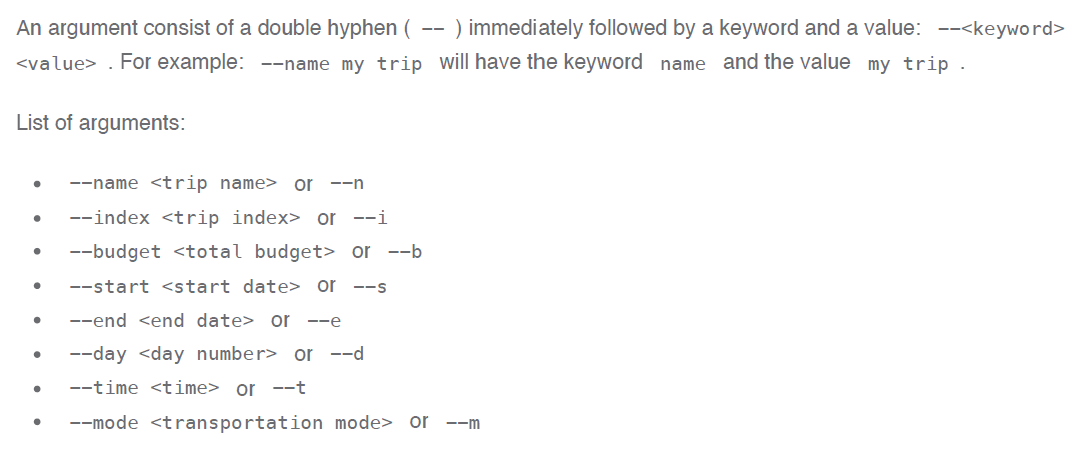 An argument consist of a double hyphen ( -- ) immediately followed by a keyword and a value: --<keyword>
<value> . For example: --name my trip will have the keyword name and the value my trip .
List of arguments:
• --name <trip name> or --n
• --index <trip index> or --i
• --budget <total budget> or --b
• --start <start date> or --s
• --end <end date> or --e
• --day <day number> or --d
• --time <time> or --t
• --mode <transportation mode> or --m